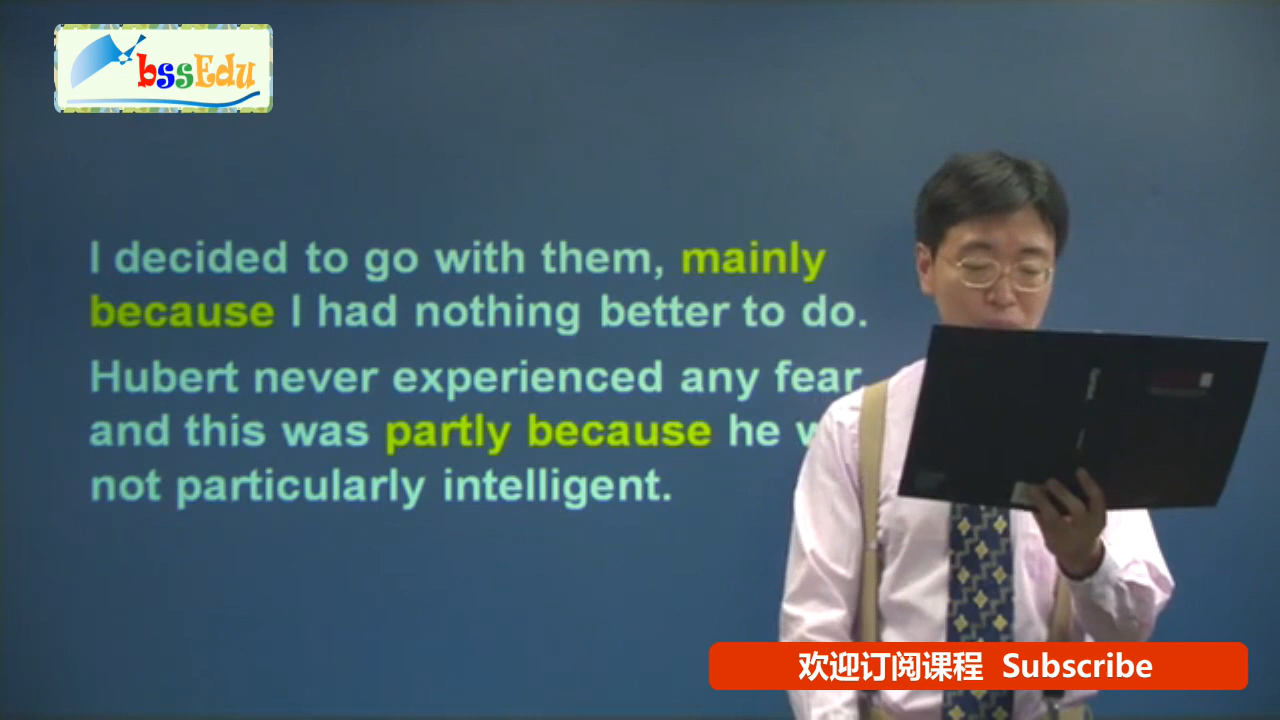 bssEdu
I decided to go with them, mainly
because I had nothing better to do.
Hubert never experienced any fear
and this was partly because he
not particularly intelligent.
欢迎订阅课程 Subscribe